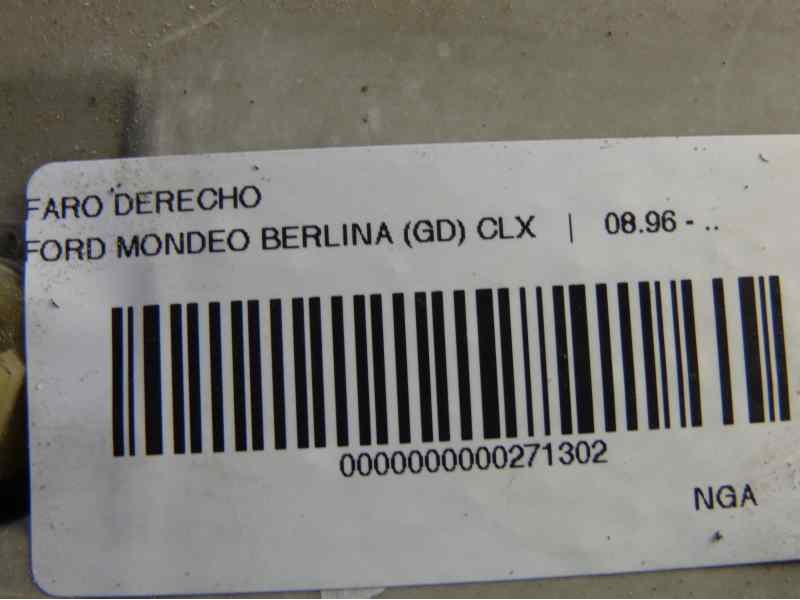 FARO DERECHO
FORD MONDEO BERLINA (GD) CLX | 08.96 - ..
0000000000271302
NGA